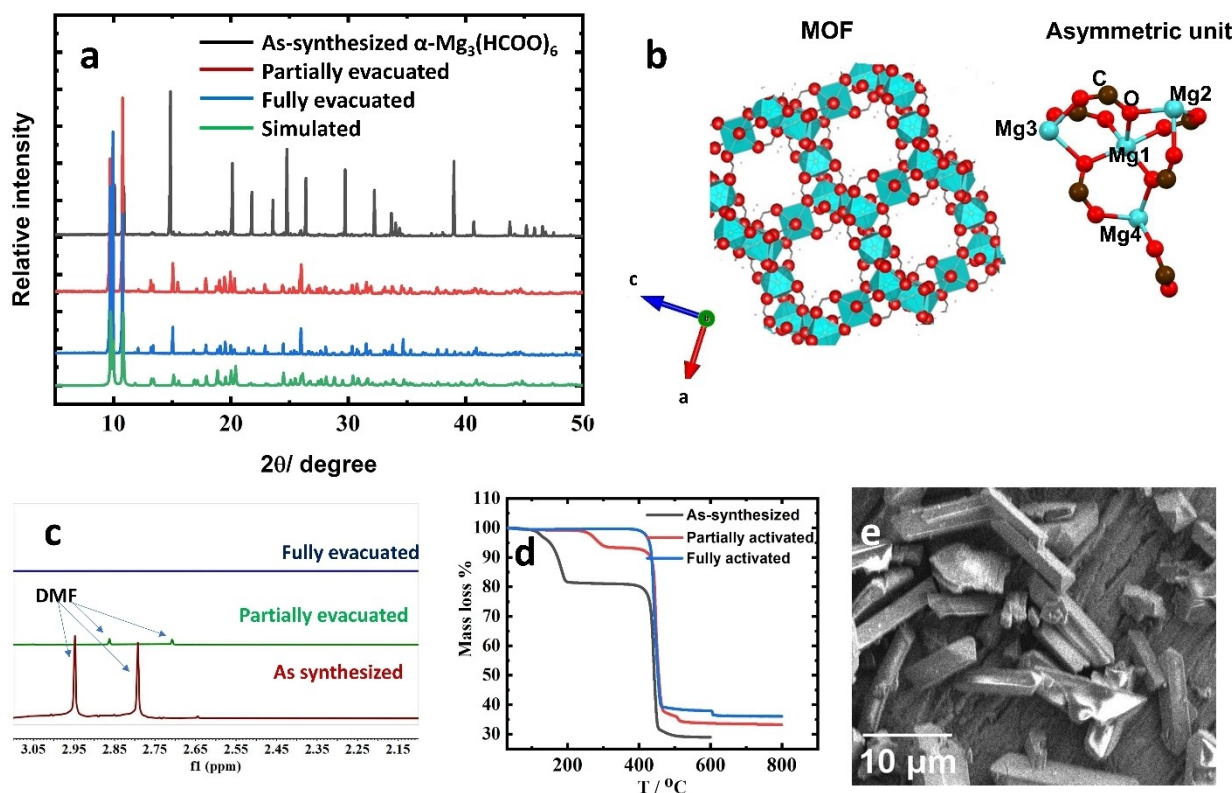 a
As-synthesized α-Mg₃(HCOO)₆
Partially evacuated
Fully evacuated
Simulated
Relative intensity
10 20 30 40 50
2θ/ degree
b
MOF
Asymmetric unit
C
O
Mg2
Mg3
Mg1
Mg4
c
a
c
Fully evacuated
DMF
Partially evacuated
As synthesized
3.05 2.95 2.85 2.75 2.65 2.55 2.45 2.35 2.25 2.15
f1 (ppm)
d
As-synthesized
Partially activated
Fully activated
Mass loss %
110
100
90
80
70
60
50
40
30
200 400 600 800
T / ⁰C
e
10 µm